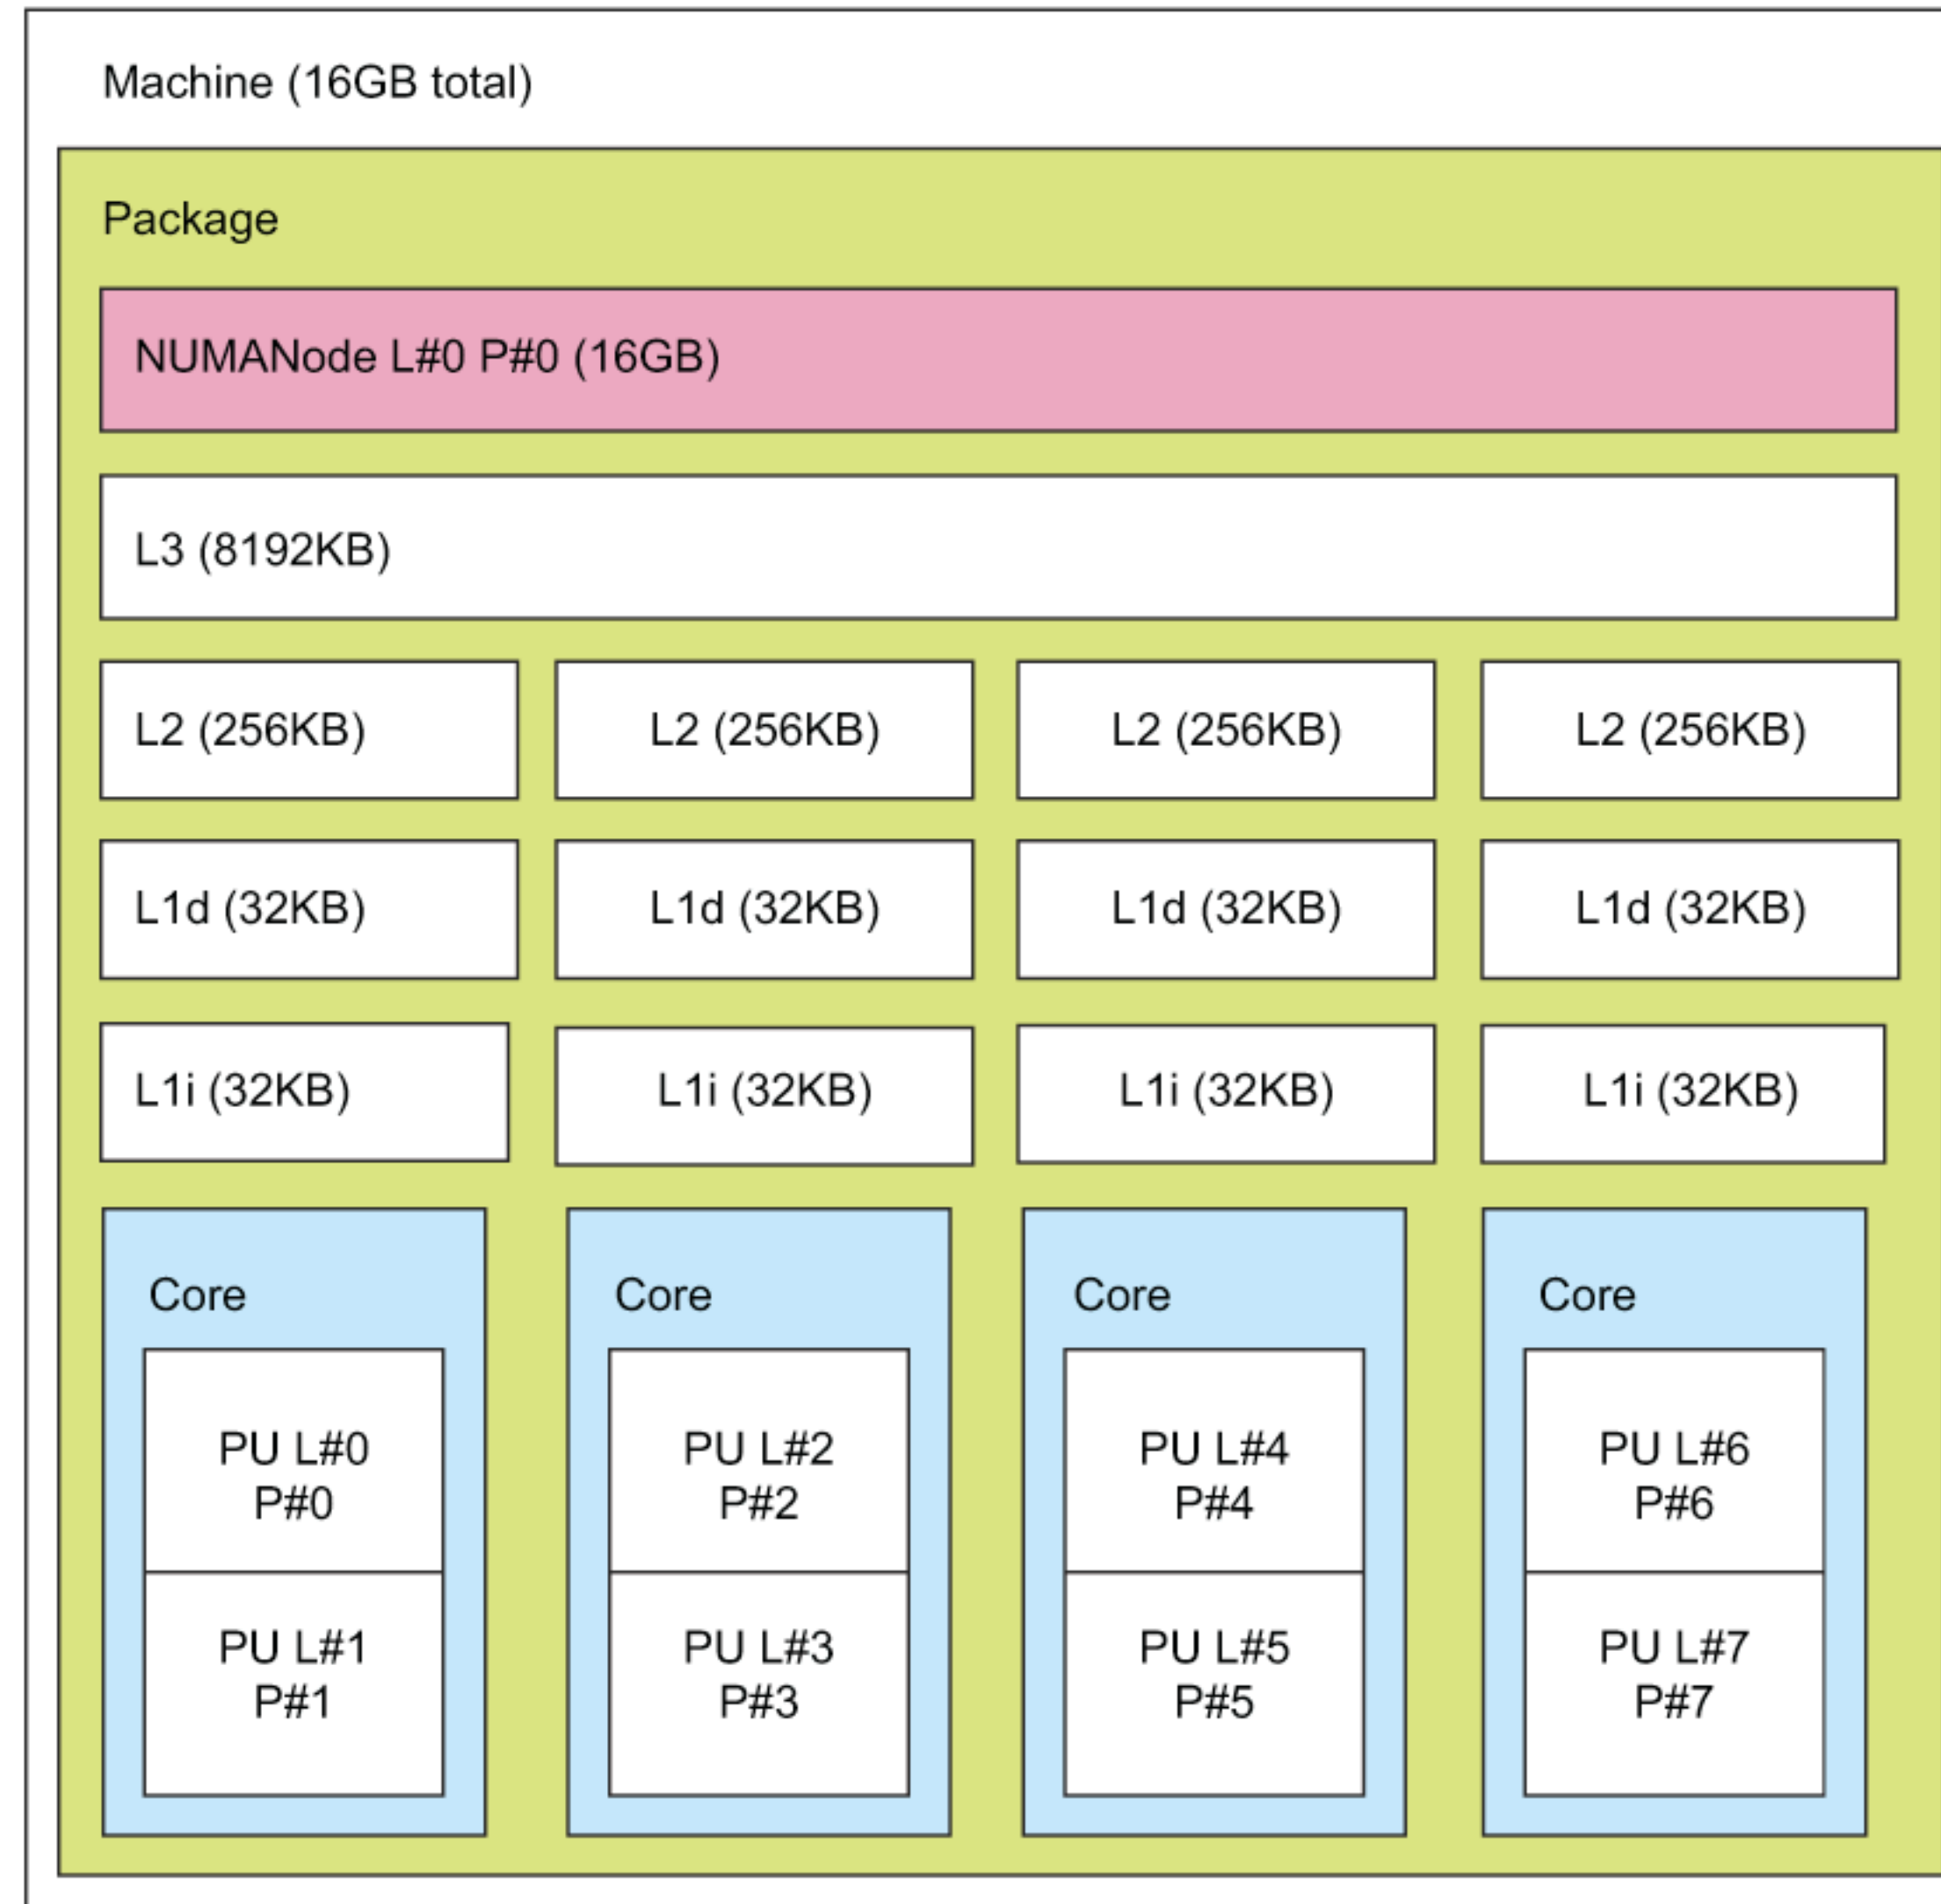 Machine (16GB total)
Package
NUMANode L#0 P#0 (16GB)
L3 (8192KB)
L2 (256KB)
L2 (256KB)
L2 (256KB)
L2 (256KB)
L1d (32KB)
L1d (32KB)
L1d (32KB)
L1d (32KB)
L1i (32KB)
L1i (32KB)
L1i (32KB)
L1i (32KB)
Core
PU L#0
P#0
PU L#1
P#1
Core
PU L#2
P#2
PU L#3
P#3
Core
PU L#4
P#4
PU L#5
P#5
Core
PU L#6
P#6
PU L#7
P#7